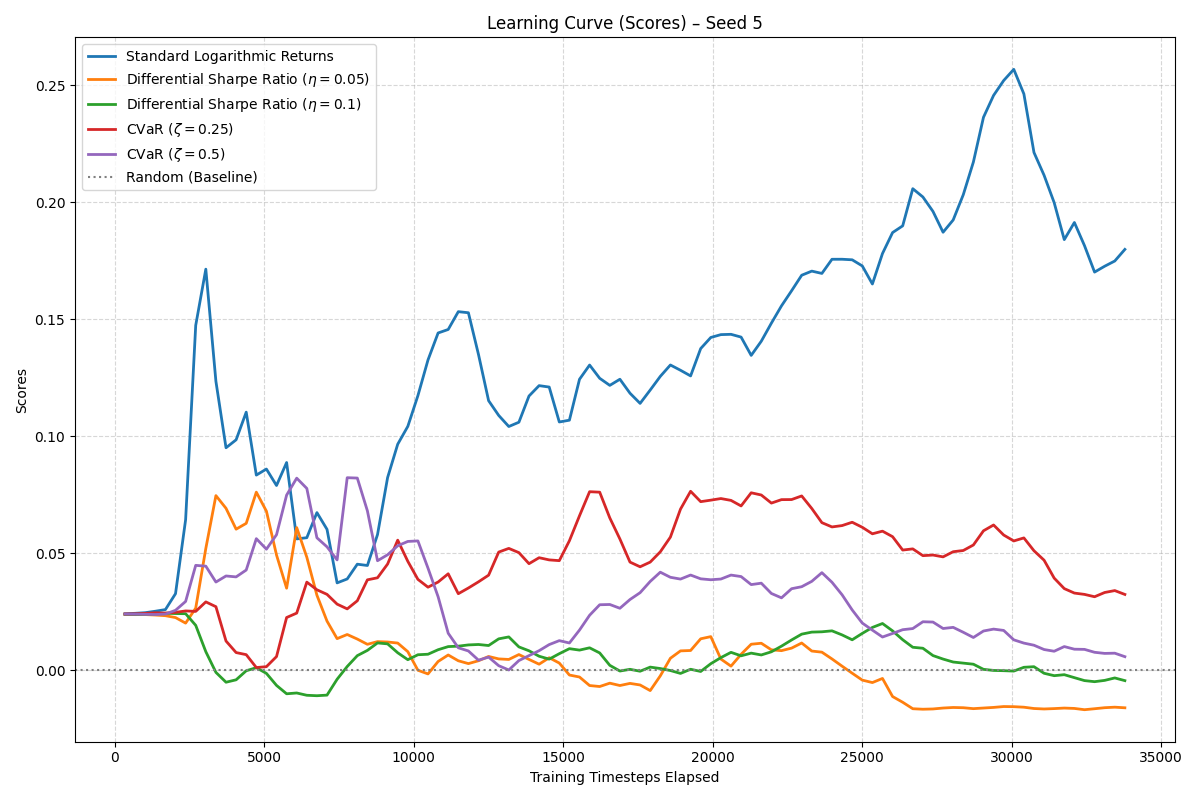 Learning Curve (Scores) – Seed 5
Standard Logarithmic Returns
Differential Sharpe Ratio (η = 0.05)
Differential Sharpe Ratio (η = 0.1)
CVaR (ζ = 0.25)
CVaR (ζ = 0.5)
Random (Baseline)
Scores
0.25
0.20
0.15
0.10
0.05
0.00
0 5000 10000 15000 20000 25000 30000 35000
Training Timesteps Elapsed